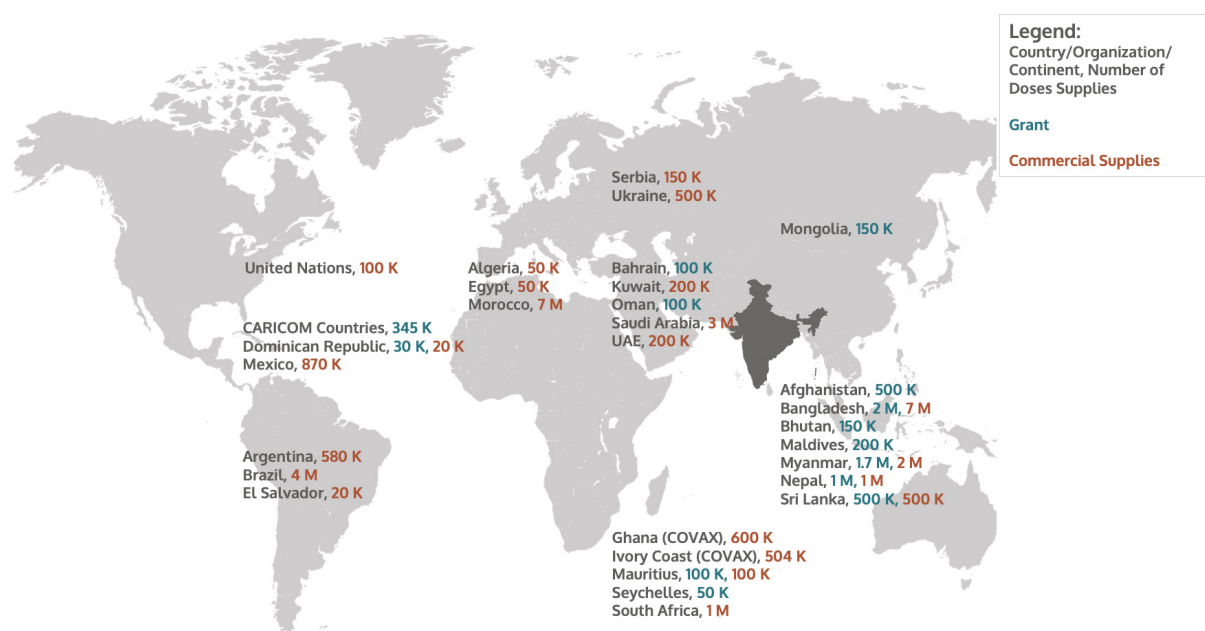 Legend:
Country/Organization/
Continent, Number of
Doses Supplies
Grant
Commercial Supplies
Serbia, 150 K
Ukraine, 500 K
Mongolia, 150 K
United Nations, 100 K
Algeria, 50 K
Egypt, 50 K
Morocco, 7 M
Bahrain, 100 K
Kuwait, 200 K
Oman, 100 K
Saudi Arabia, 3 M
UAE, 200 K
CARICOM Countries, 345 K
Dominican Republic, 30 K, 20 K
Mexico, 870 K
Afghanistan, 500 K
Bangladesh, 2 M, 7 M
Bhutan, 150 K
Maldives, 200 K
Myanmar, 1.7 M, 2 M
Nepal, 1 M, 1 M
Sri Lanka, 500 K, 500 K
Argentina, 580 K
Brazil, 4 M
El Salvador, 20 K
Ghana (COVAX), 600 K
Ivory Coast (COVAX), 504 K
Mauritius, 100 K, 100 K
Seychelles, 50 K
South Africa, 1 M